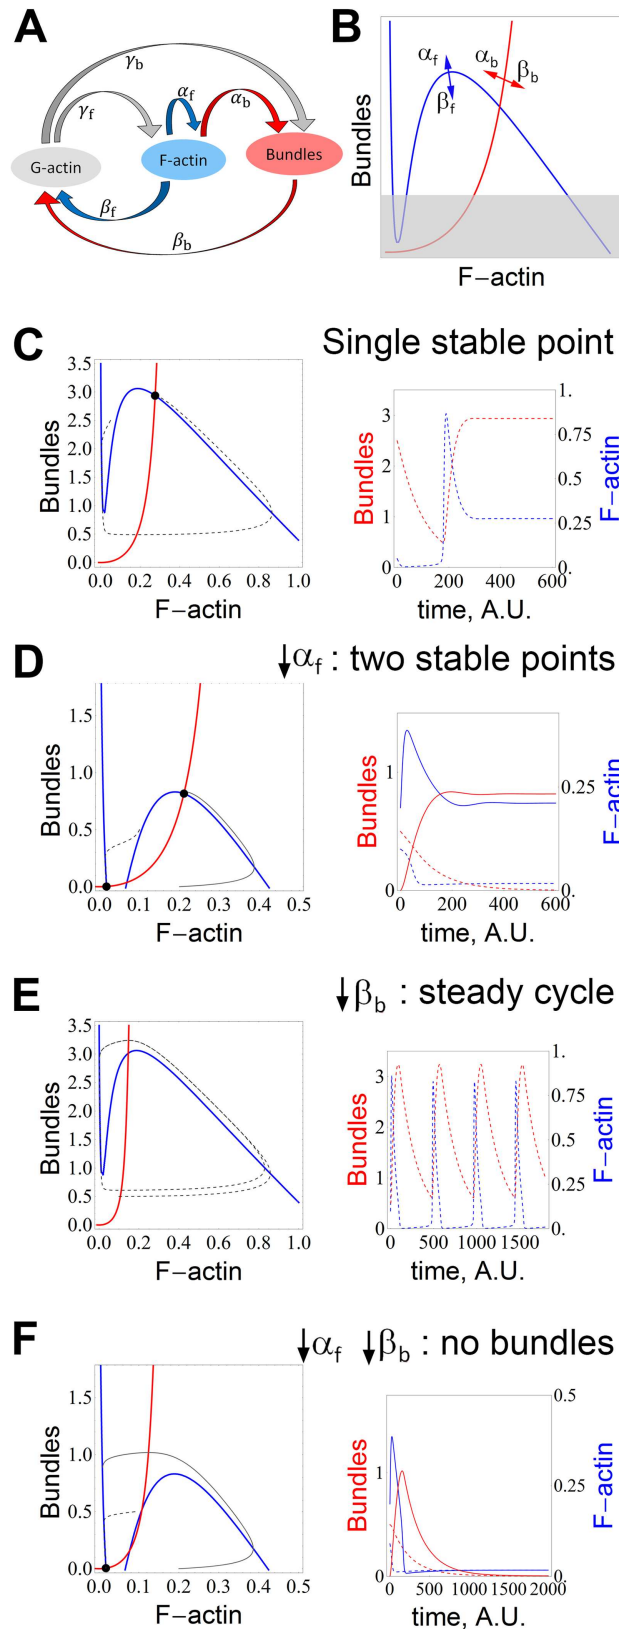 A
γb
γf
αf
αb
G-actin
F-actin
Bundles
βf
βb
B
αf
αb
βf
βb
Bundles
F−actin
C
Single stable point
3.5
3.0
2.5
2.0
1.5
1.0
0.5
0.0
0.0 0.2 0.4 0.6 0.8 1.0
Bundles
F−actin
3
2
1
0
1.
0.75
0.5
0.25
0.
0 200 400 600
Bundles
F−actin
time, A.U.
D
↓αf : two stable points
1.5
1.0
0.5
0.0
0.0 0.1 0.2 0.3 0.4 0.5
Bundles
F−actin
1
0
0.25
0.
0 200 400 600
Bundles
F−actin
time, A.U.
E
↓βb : steady cycle
3.5
3.0
2.5
2.0
1.5
1.0
0.5
0.0
0.0 0.2 0.4 0.6 0.8 1.0
Bundles
F−actin
3
2
1
0
1.
0.75
0.5
0.2
0.
0 500 1000 1500
Bundles
F−actin
time, A.U.
F
↓αf ↓βb : no bundles
1.5
1.0
0.5
0.0
0.0 0.1 0.2 0.3 0.4 0.5
Bundles
F−actin
1
0
0.5
0.25
0.
0 500 1000 1500 2000
Bundles
F−actin
time, A.U.